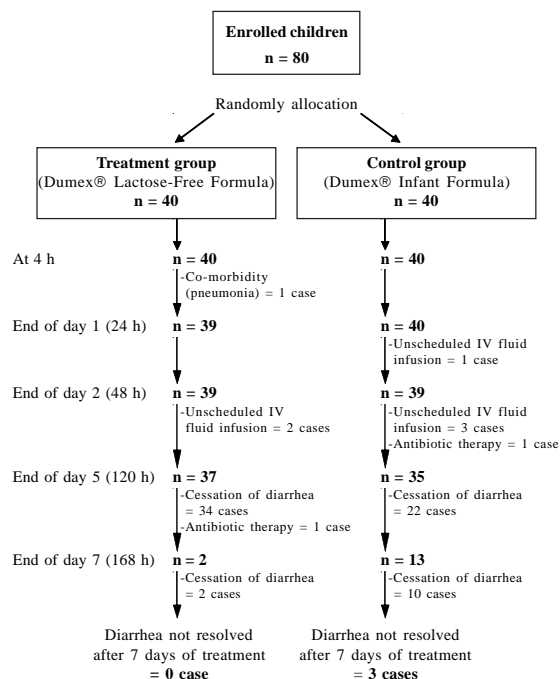 Enrolled children
n = 80
Randomly allocation
Treatment group
(Dumex® Lactose-Free Formula)
n = 40
Control group
(Dumex® Infant Formula)
n = 40
At 4 h
n = 40
-Co-morbidity
(pneumonia) = 1 case
n = 40
End of day 1 (24 h)
n = 39
n = 40
-Unscheduled IV fluid
infusion = 1 case
End of day 2 (48 h)
n = 39
-Unscheduled IV
fluid infusion = 2 cases
n = 39
-Unscheduled IV fluid
infusion = 3 cases
-Antibiotic therapy = 1 case
End of day 5 (120 h)
n = 37
-Cessation of diarrhea
= 34 cases
-Antibiotic therapy = 1 case
n = 35
-Cessation of diarrhea
= 22 cases
End of day 7 (168 h)
n = 2
-Cessation of diarrhea
= 2 cases
n = 13
-Cessation of diarrhea
= 10 cases
Diarrhea not resolved
after 7 days of treatment
= 0 case
Diarrhea not resolved
after 7 days of treatment
= 3 cases